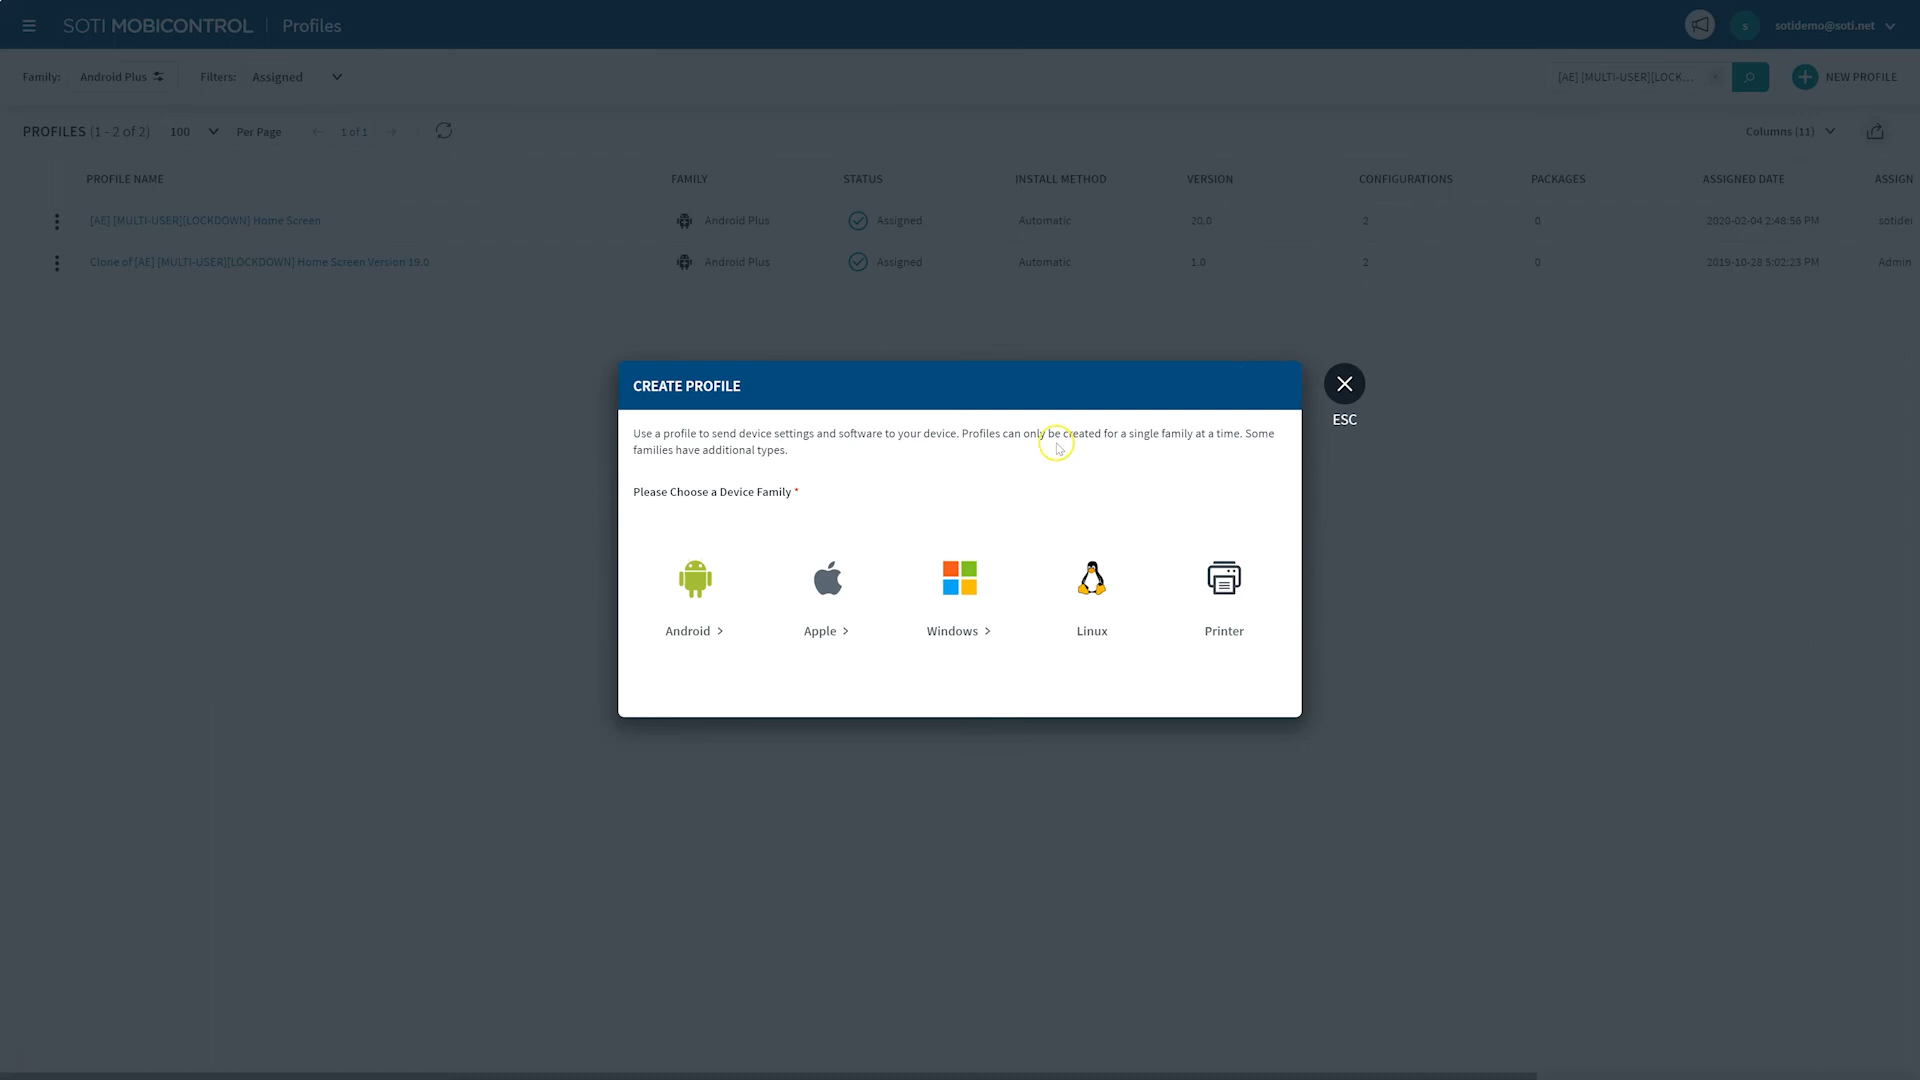 SOTI MOBICONTROL | Profiles
s sotidemo@soti.net
Family: Android Plus Filters: Assigned [AE] [MULTI-USER][LOCK... NEW PROFILE
PROFILES (1 - 2 of 2) 100 Per Page 1 of 1 Columns (11)
PROFILE NAME FAMILY STATUS INSTALL METHOD VERSION CONFIGURATIONS PACKAGES ASSIGNED DATE ASSIGN
[AE] [MULTI-USER][LOCKDOWN] Home Screen Android Plus Assigned Automatic 20.0 2 0 2020-02-04 2:48:56 PM sotide
Clone of [AE] [MULTI-USER][LOCKDOWN] Home Screen Version 19.0 Android Plus Assigned Automatic 1.0 2 0 2019-10-28 5:02:23 PM Admin
CREATE PROFILE
ESC
Use a profile to send device settings and software to your device. Profiles can only be created for a single family at a time. Some
families have additional types.
Please Choose a Device Family *
Android > Apple > Windows > Linux Printer